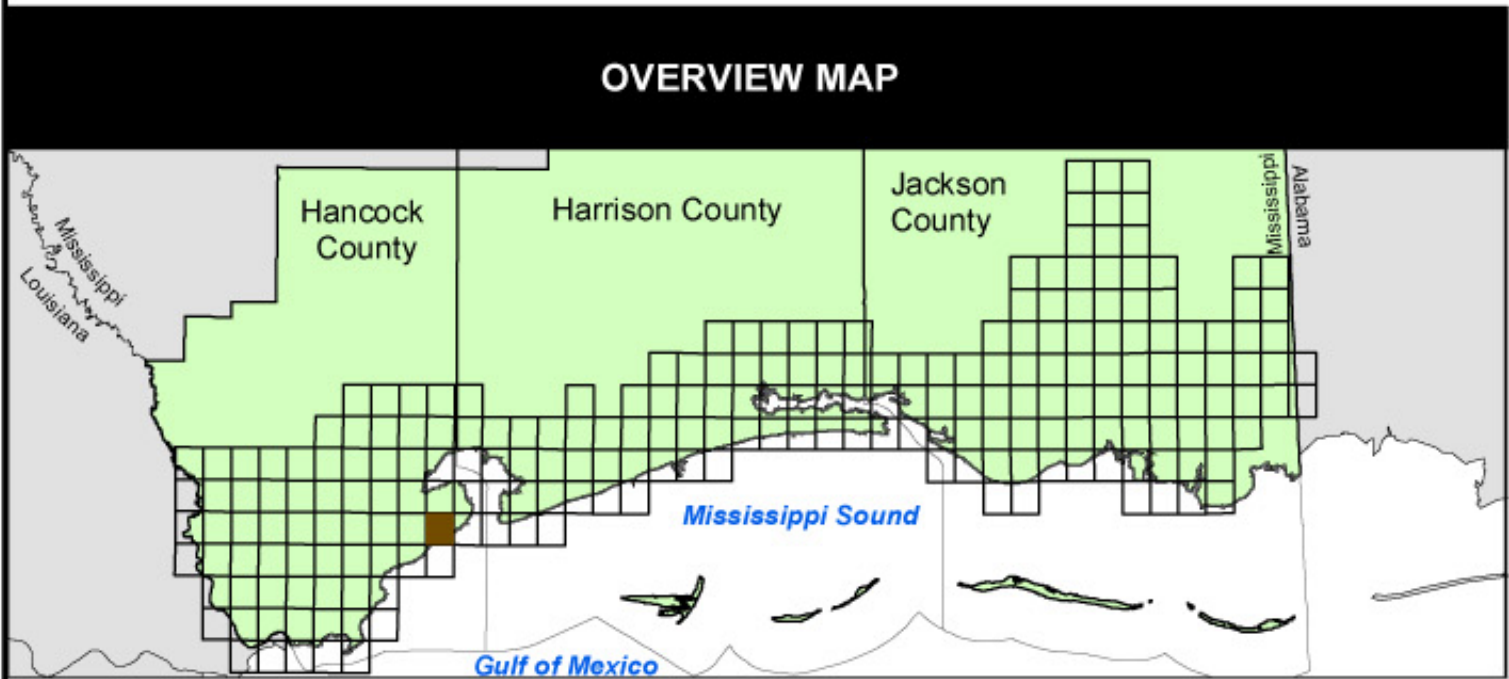 OVERVIEW MAP
Hancock
County
Harrison County
Jackson
County
Mississippi
Alabama
Mississippi
Louisiana
Mississippi Sound
Gulf of Mexico